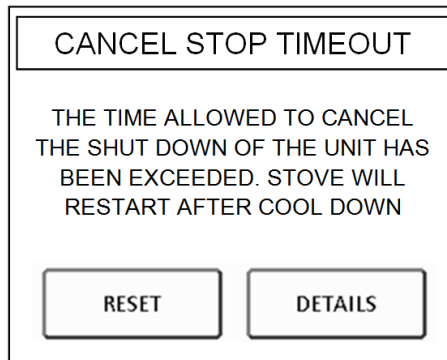 CANCEL STOP TIMEOUT
THE TIME ALLOWED TO CANCEL
THE SHUT DOWN OF THE UNIT HAS
BEEN EXCEEDED. STOVE WILL
RESTART AFTER COOL DOWN
RESET
DETAILS